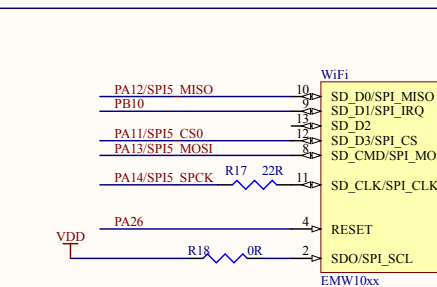 WiFi
PA12/SPI5_MISO 10 SD_D0/SPI_MISO
PB10 9 SD_D1/SPI_IRQ
13 SD_D2
PA11/SPI5_CS0 12 SD_D3/SPI_CS
PA13/SPI5_MOSI 8 SD_CMD/SPI_MO
R17 22R
PA14/SPI5_SPCK 11 SD_CLK/SPI_CLK
PA26 4 RESET
VDD
R18 0R 2 SDO/SPI_SCL
EMW10xx